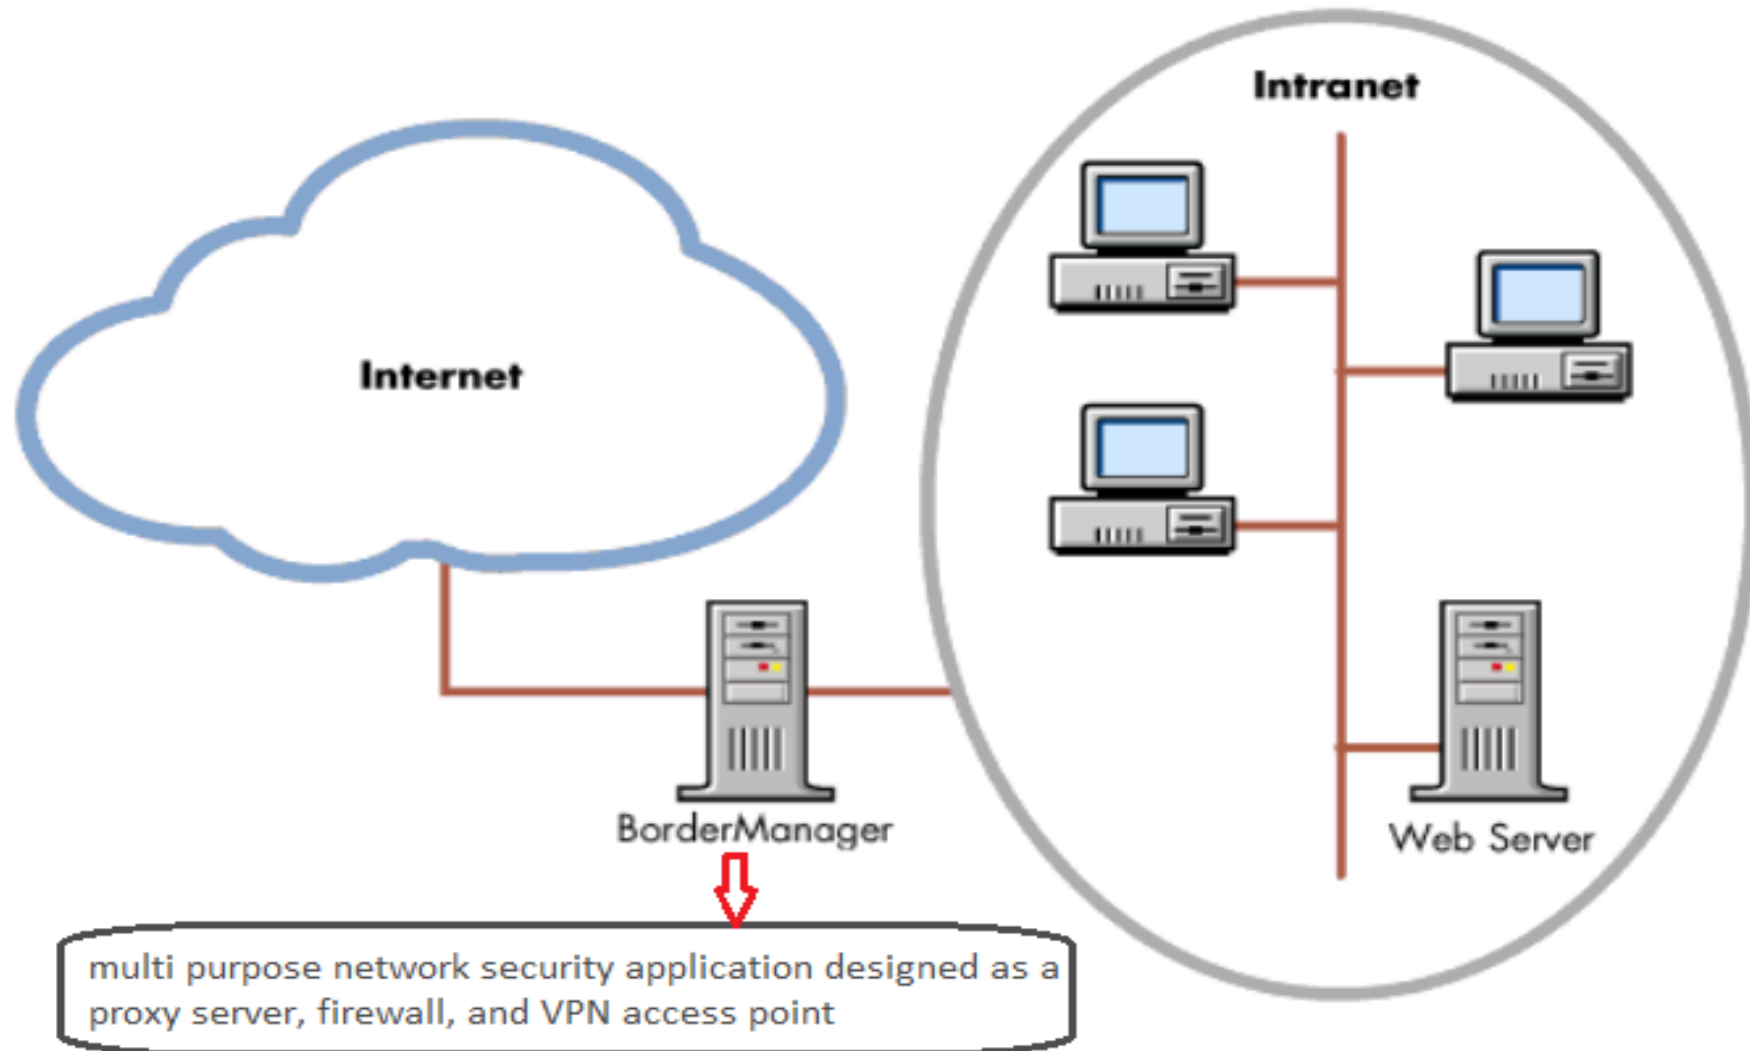 Intranet
Internet
BorderManager
Web Server
multi purpose network security application designed as a
proxy server, firewall, and VPN access point